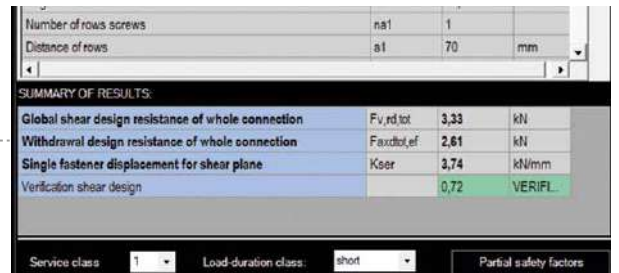 Number of rows screws na1 1
Distance of rows a1 70 mm
SUMMARY OF RESULTS:
Global shear design resistance of whole connection Fv,rd,tot 3,33 kN
Withdrawal design resistance of whole connection Faxdtot,ef 2,61 kN
Single fastener displacement for shear plane Kser 3,74 kN/mm
Verification shear design 0,72 VERIFI...
Service class 1 Load-duration class: short Partial safety factors